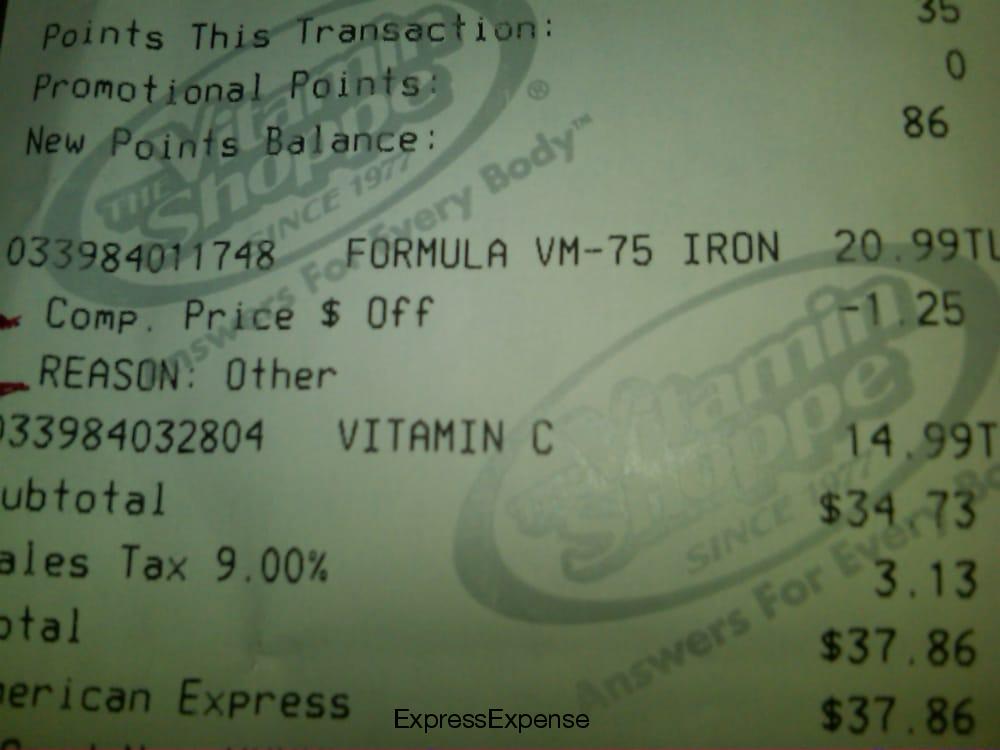 Points This Transaction: 35
Promotional Points: 0
New Points Balance: 86
THE Vitamin Shoppe ®
SINCE 1977
Answers For Every Body™
033984011748 FORMULA VM-75 IRON 20.99TL
Comp. Price $ Off -1.25
REASON: Other
033984032804 VITAMIN C 14.99T
ubtotal $34.73
ales Tax 9.00% 3.13
otal $37.86
merican Express $37.86
THE Vitamin Shoppe
SINCE 1977
Answers For Every Bo
ExpressExpense